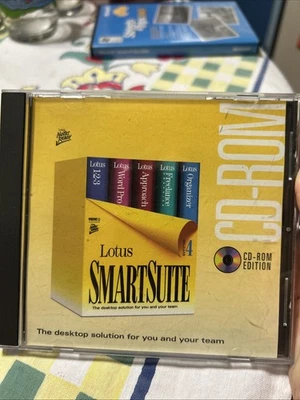 Lotus
1-2-3
Lotus
Word Pro
Lotus
Approach
Lotus
Freelance
Lotus
Organizer
4
Lotus
SMARTSUITE
The desktop solution for you and your team
CD-ROM
CD-ROM
EDITION
The desktop solution for you and your team